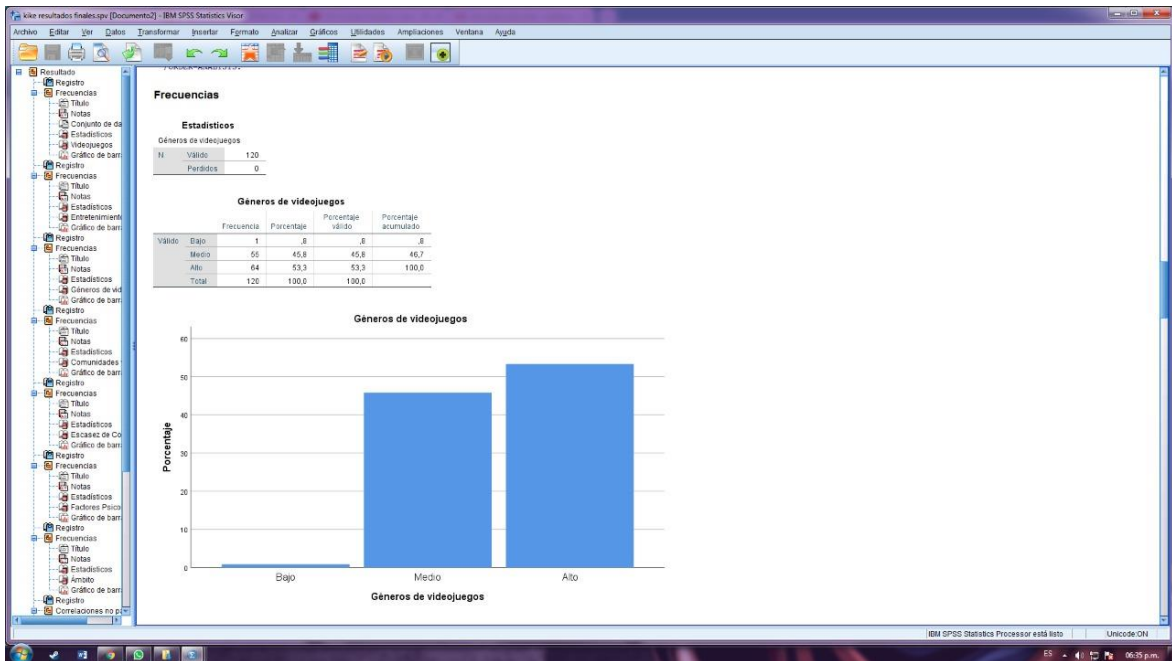 kike resultados finales.spv [Documento2] - IBM SPSS Statistics Visor
Archivo Editar Ver Datos Transformar Insertar Formato Analizar Gráficos Utilidades Ampliaciones Ventana Ayuda
Resultado
Registro
Frecuencias
Título
Notas
Conjunto de da
Estadísticos
Videojuegos
Gráfico de barr
Registro
Frecuencias
Título
Notas
Estadísticos
Entretenimient
Gráfico de barr
Registro
Frecuencias
Título
Notas
Estadísticos
Géneros de vid
Gráfico de barr
Registro
Frecuencias
Título
Notas
Estadísticos
Comunidades
Gráfico de barr
Registro
Frecuencias
Título
Notas
Estadísticos
Escasez de Co
Gráfico de barr
Registro
Frecuencias
Título
Notas
Estadísticos
Factores Psico
Gráfico de barr
Registro
Frecuencias
Título
Notas
Estadísticos
Ámbito
Gráfico de barr
Registro
Correlaciones no pa
Frecuencias
Estadísticos
Géneros de videojuegos
N Válido 120
Perdidos 0
Géneros de videojuegos
Frecuencia Porcentaje Porcentaje válido Porcentaje acumulado
Válido Bajo 1 ,8 ,8 ,8
Medio 55 45,8 45,8 46,7
Alto 64 53,3 53,3 100,0
Total 120 100,0 100,0
Géneros de videojuegos
60
50
40
30
20
10
0
Porcentaje
Bajo Medio Alto
Géneros de videojuegos
IBM SPSS Statistics Processor está listo Unicode:ON
ES 06:35 p.m.